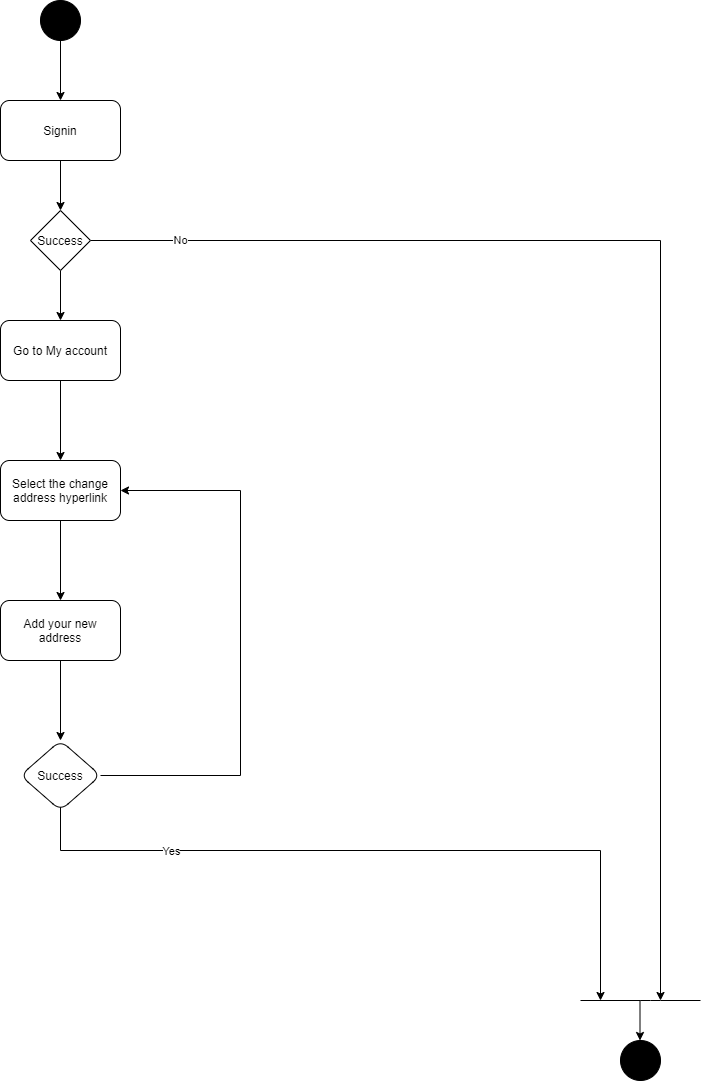 Signin
Success
No
Go to My account
Select the change
address hyperlink
Add your new
address
Success
Yes